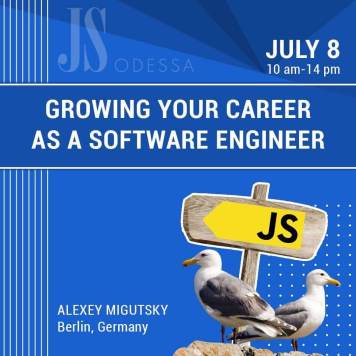 JS ODESSA
JULY 8
10 am-14 pm
GROWING YOUR CAREER
AS A SOFTWARE ENGINEER
JS
ALEXEY MIGUTSKY
Berlin, Germany